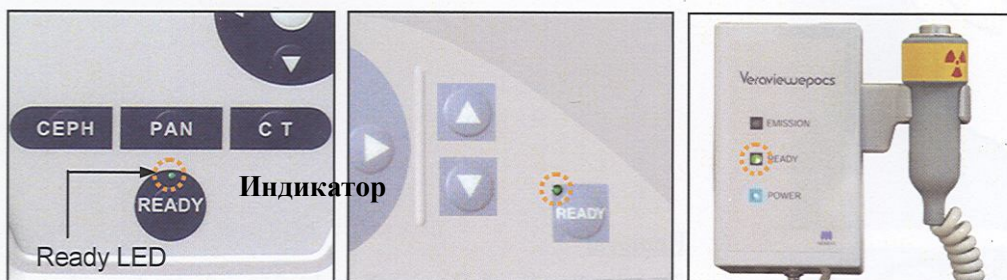 CEPH
PAN
C T
READY
Ready LED
Индикатор
READY
Veraviewepocs
EMISSION
READY
POWER